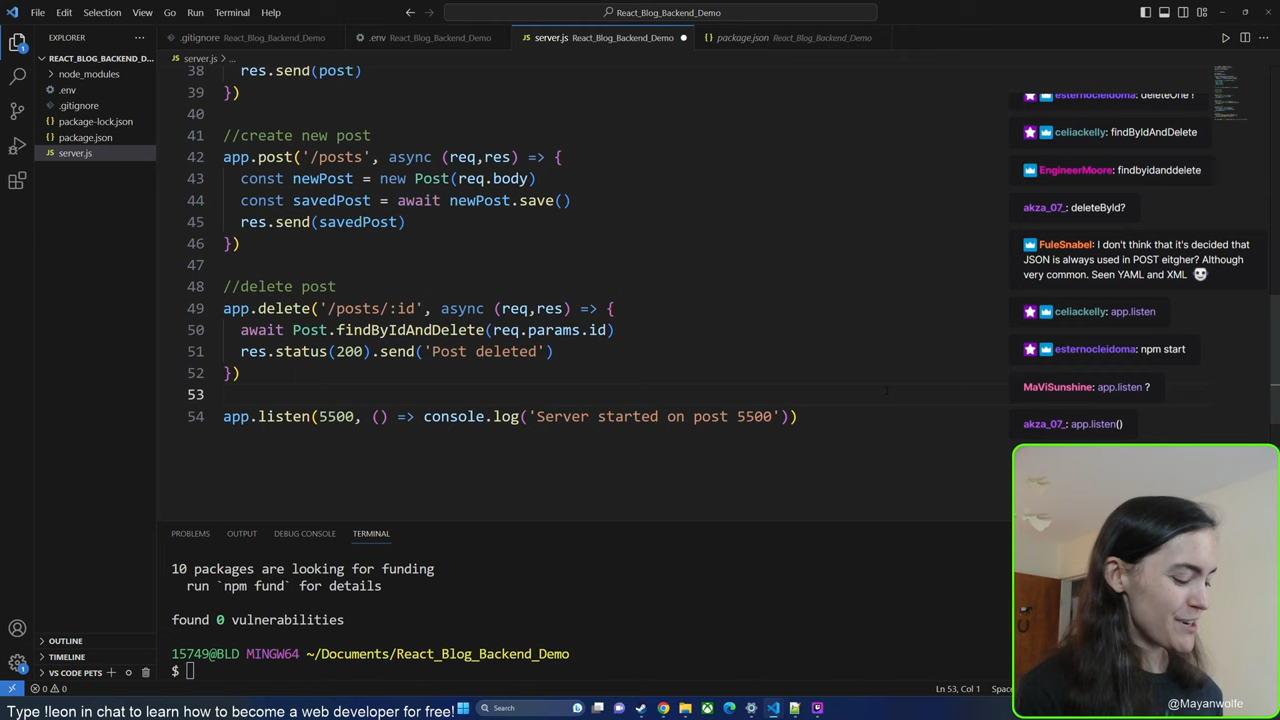 File Edit Selection View Go Run Terminal Help
React_Blog_Backend_Demo
EXPLORER
.gitignore React_Blog_Backend_Demo
.env React_Blog_Backend_Demo
server.js React_Blog_Backend_Demo
package.json React_Blog_Backend_Demo
REACT_BLOG_BACKEND_D...
node_modules
.env
.gitignore
package-lock.json
package.json
server.js
JS server.js > ...
38 res.send(post)
39 })
40
41 //create new post
42 app.post('/posts', async (req,res) => {
43 const newPost = new Post(req.body)
44 const savedPost = await newPost.save()
45 res.send(savedPost)
46 })
47
48 //delete post
49 app.delete('/posts/:id', async (req,res) => {
50 await Post.findByIdAndDelete(req.params.id)
51 res.status(200).send('Post deleted')
52 })
53
54 app.listen(5500, () => console.log('Server started on post 5500'))
esternocleidoma: deleteOne !
celiackelly: findByIdAndDelete
EngineerMoore: findbyidanddelete
akza_07_: deleteById?
FuleSnabel: I don't think that it's decided that
JSON is always used in POST eitgher? Although
very common. Seen YAML and XML
celiackelly: app.listen
esternocleidoma: npm start
MaViSunshine: app.listen ?
akza_07_: app.listen()
PROBLEMS OUTPUT DEBUG CONSOLE TERMINAL
10 packages are looking for funding
run `npm fund` for details
found 0 vulnerabilities
15749@BLD MINGW64 ~/Documents/React_Blog_Backend_Demo
$
OUTLINE
TIMELINE
VS CODE PETS
0 0
Ln 53, Col 1
Type !leon in chat to learn how to become a web developer for free!
Search
@Mayanwolfe